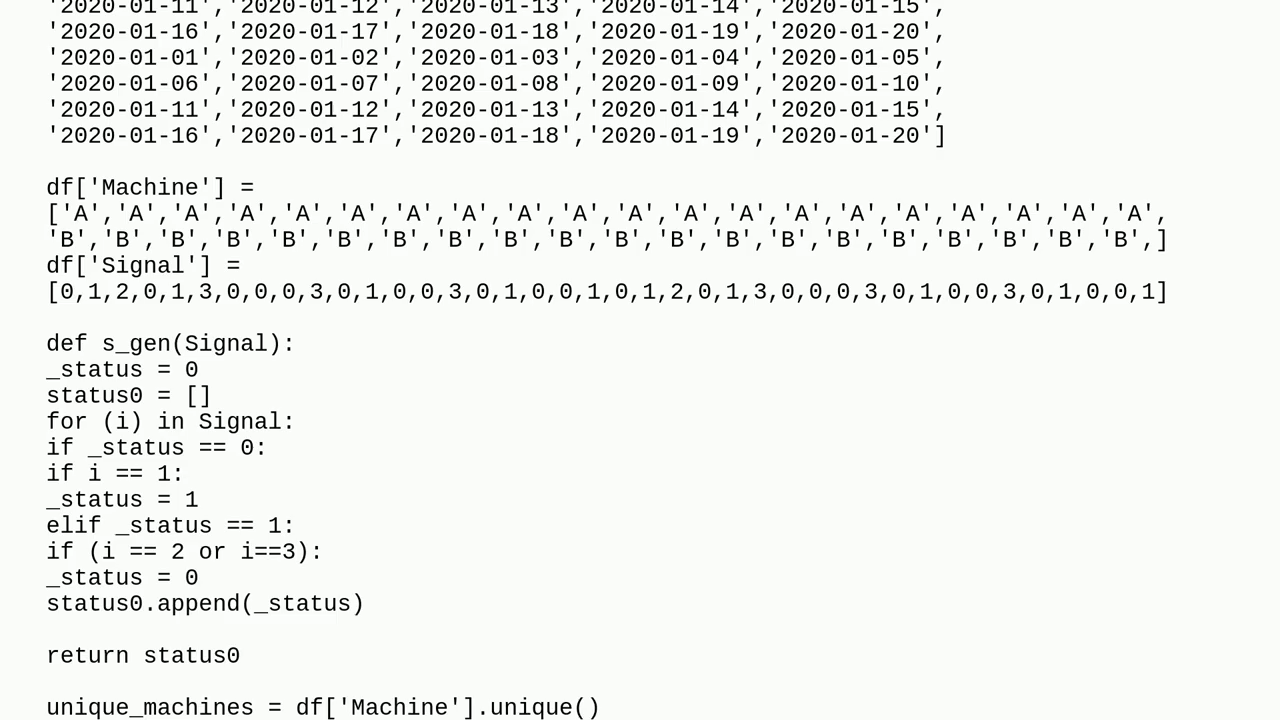 '2020-01-11','2020-01-12','2020-01-13','2020-01-14','2020-01-15',
'2020-01-16','2020-01-17','2020-01-18','2020-01-19','2020-01-20',
'2020-01-01','2020-01-02','2020-01-03','2020-01-04','2020-01-05',
'2020-01-06','2020-01-07','2020-01-08','2020-01-09','2020-01-10',
'2020-01-11','2020-01-12','2020-01-13','2020-01-14','2020-01-15',
'2020-01-16','2020-01-17','2020-01-18','2020-01-19','2020-01-20']
df['Machine'] =
['A','A','A','A','A','A','A','A','A','A','A','A','A','A','A','A','A','A','A','A',
'B','B','B','B','B','B','B','B','B','B','B','B','B','B','B','B','B','B','B','B',]
df['Signal'] =
[0,1,2,0,1,3,0,0,0,3,0,1,0,0,3,0,1,0,0,1,0,1,2,0,1,3,0,0,0,3,0,1,0,0,3,0,1,0,0,1]
def s_gen(Signal):
_status = 0
status0 = []
for (i) in Signal:
if _status == 0:
if i == 1:
_status = 1
elif _status == 1:
if (i == 2 or i==3):
_status = 0
status0.append(_status)
return status0
unique_machines = df['Machine'].unique()